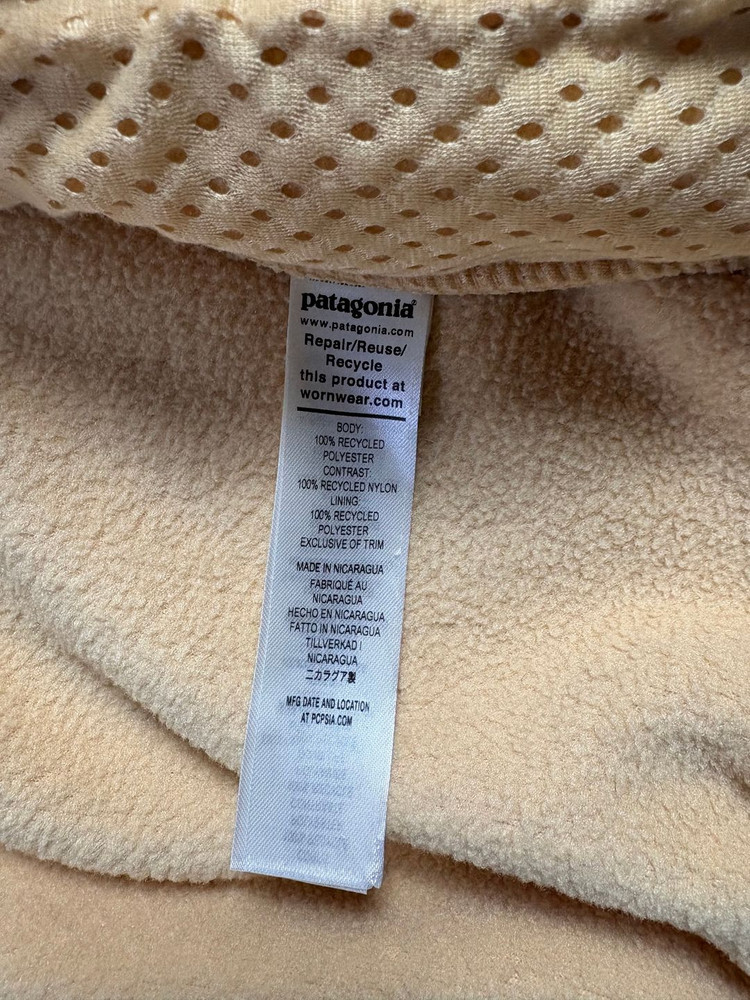 patagonia®
www.patagonia.com
Repair/Reuse/
Recycle
this product at
wornwear.com
BODY:
100% RECYCLED
POLYESTER
CONTRAST:
100% RECYCLED NYLON
LINING:
100% RECYCLED
POLYESTER
EXCLUSIVE OF TRIM
MADE IN NICARAGUA
FABRIQUÉ AU
NICARAGUA
HECHO EN NICARAGUA
FATTO IN NICARAGUA
TILLVERKAD I
NICARAGUA
ニカラグア製
MFG DATE AND LOCATION
AT PCPSIA.COM